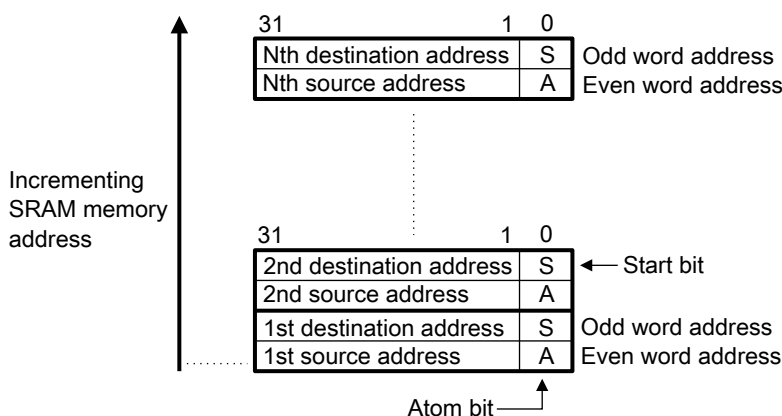 31 1 0
Nth destination address S Odd word address
Nth source address A Even word address
Incrementing
SRAM memory
address
31 1 0
2nd destination address S Start bit
2nd source address A
1st destination address S Odd word address
1st source address A Even word address
Atom bit